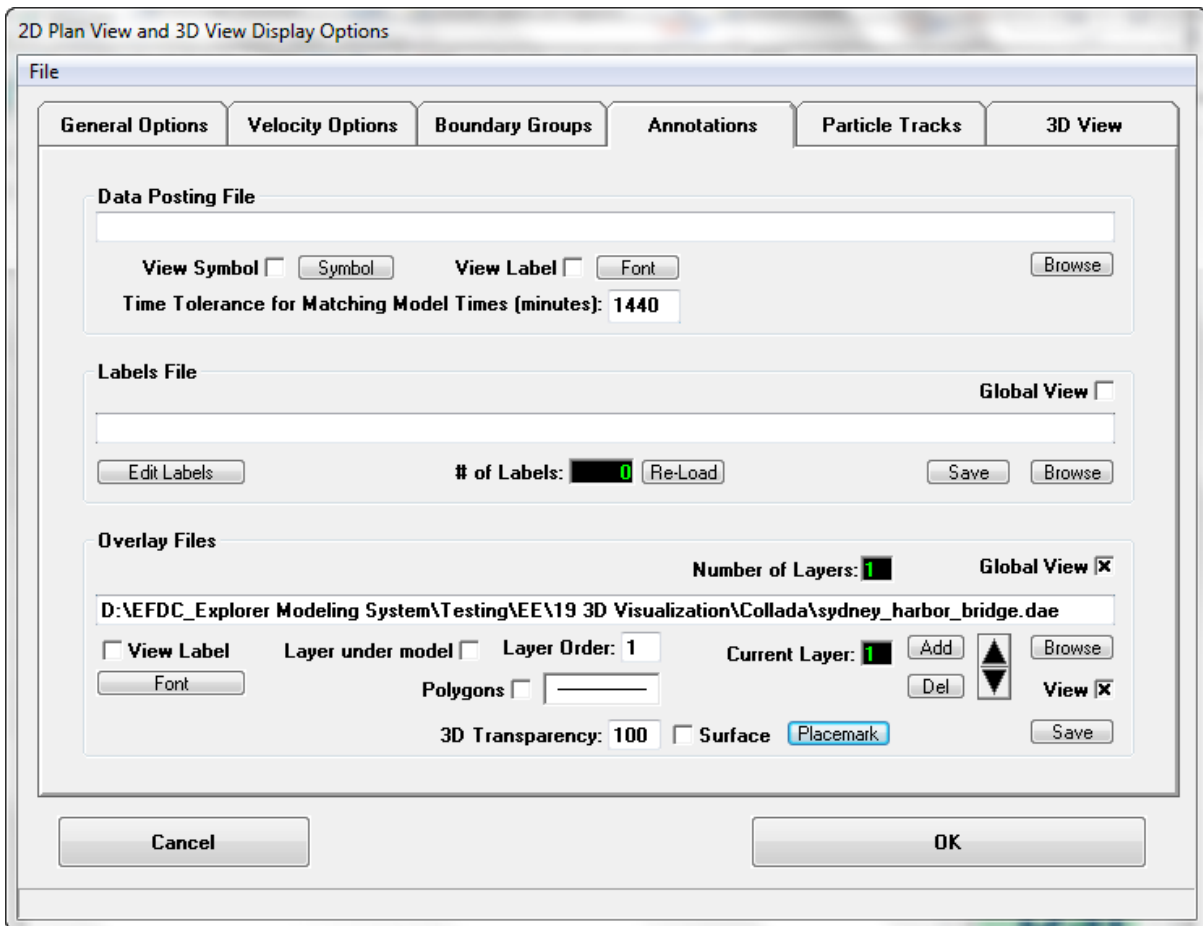 2D Plan View and 3D View Display Options
File
General Options Velocity Options Boundary Groups Annotations Particle Tracks 3D View
Data Posting File
View Symbol Symbol View Label Font Browse
Time Tolerance for Matching Model Times (minutes): 1440
Labels File
Global View
Edit Labels # of Labels: 0 Re-Load Save Browse
Overlay Files
Number of Layers: 1 Global View
D:\EFDC_Explorer Modeling System\Testing\EE\19 3D Visualization\Collada\sydney_harbor_bridge.dae
View Label Layer under model Layer Order: 1 Current Layer: 1 Add Browse
Font Polygons Del View
3D Transparency: 100 Surface Placemark Save
Cancel OK